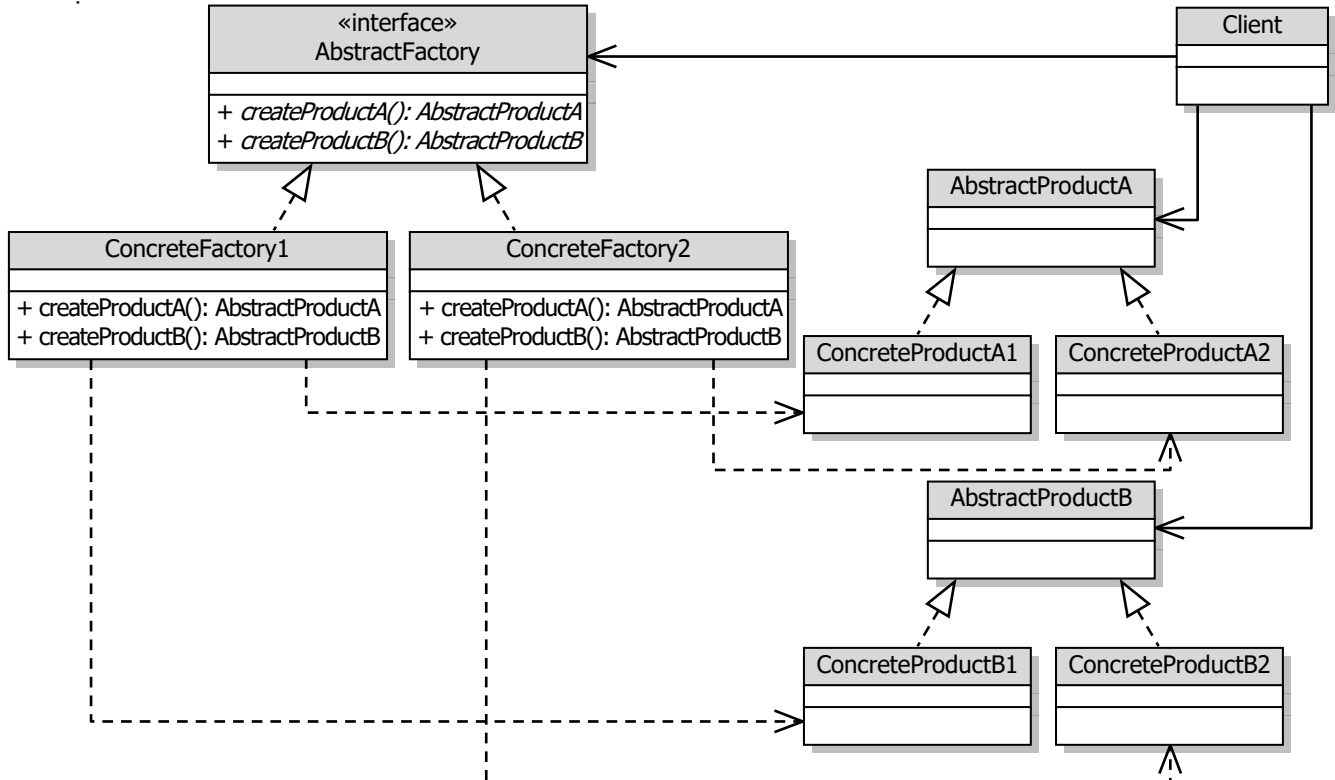 «interface»
AbstractFactory
+ createProductA(): AbstractProductA
+ createProductB(): AbstractProductB
Client
AbstractProductA
ConcreteFactory1
+ createProductA(): AbstractProductA
+ createProductB(): AbstractProductB
ConcreteFactory2
+ createProductA(): AbstractProductA
+ createProductB(): AbstractProductB
ConcreteProductA1
ConcreteProductA2
AbstractProductB
ConcreteProductB1
ConcreteProductB2